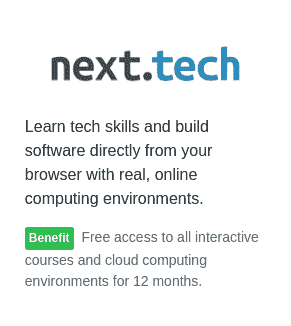 next.tech
Learn tech skills and build
software directly from your
browser with real, online
computing environments.
Benefit Free access to all interactive
courses and cloud computing
environments for 12 months.